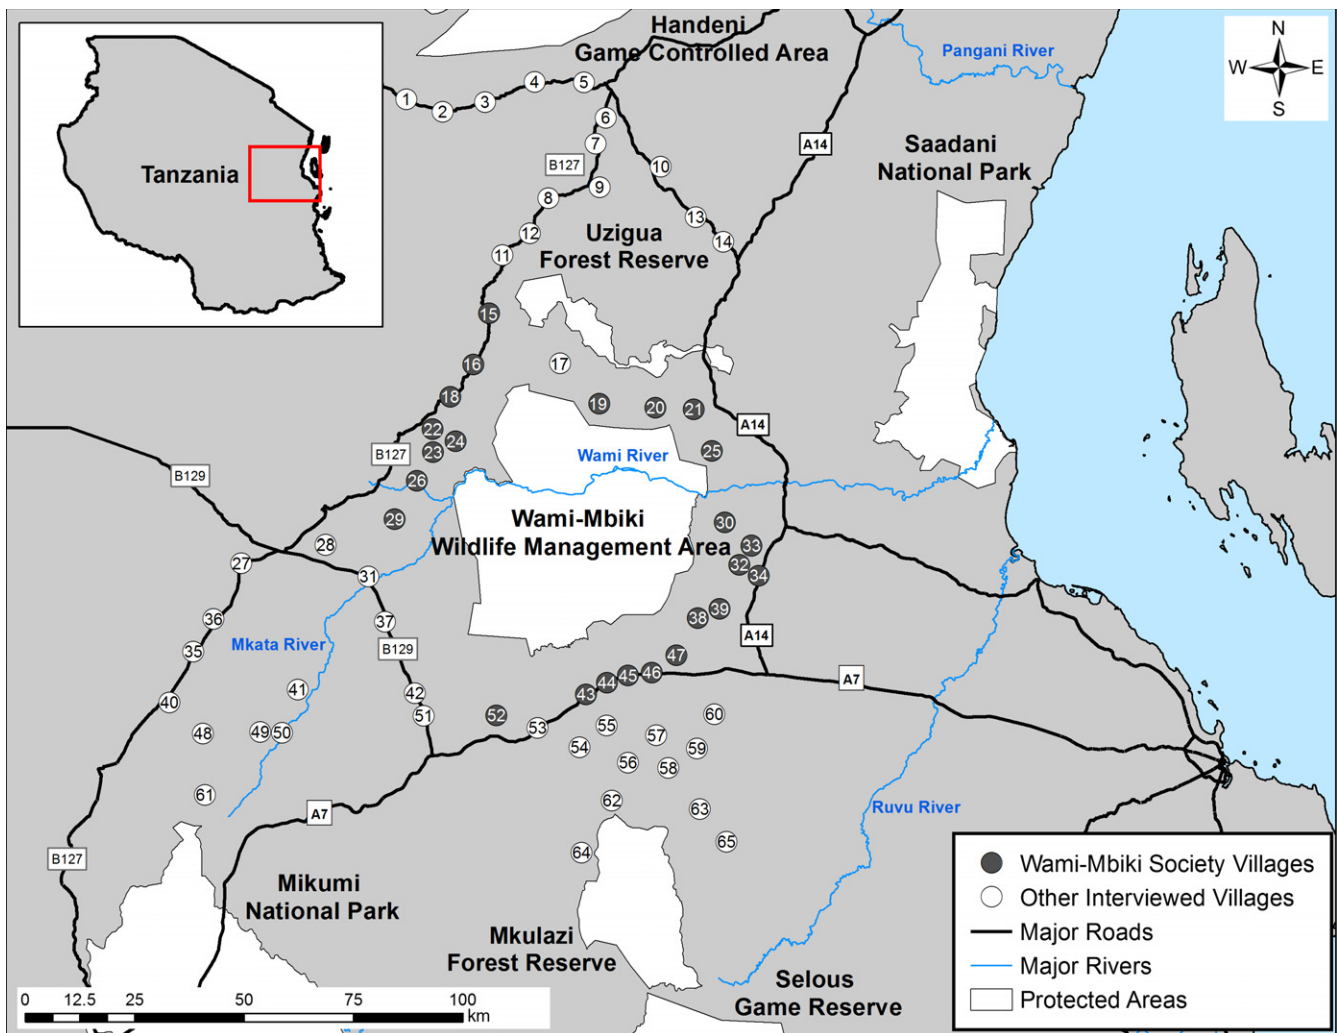 Handeni
Game Controlled Area
Pangani River
N
W E
S
Tanzania
1
2
3
4
5
6
7
B127
8
9
10
A14
Saadani
National Park
11
12
13
14
Uzigua
Forest Reserve
15
16
17
18
19
20
21
22
23
24
25
A14
B127
B129
Wami River
26
29
30
Wami-Mbiki
Wildlife Management Area
27
28
31
32
33
34
36
35
37
38
39
Mkata River
B129
A14
40
41
42
43
44
45
46
47
A7
48
49
50
51
52
53
54
55
56
57
58
59
60
61
62
63
64
65
A7
B127
Ruvu River
Mikumi
National Park
Mkulazi
Forest Reserve
Selous
Game Reserve
Wami-Mbiki Society Villages
Other Interviewed Villages
Major Roads
Major Rivers
Protected Areas
0 12.5 25 50 75 100
km